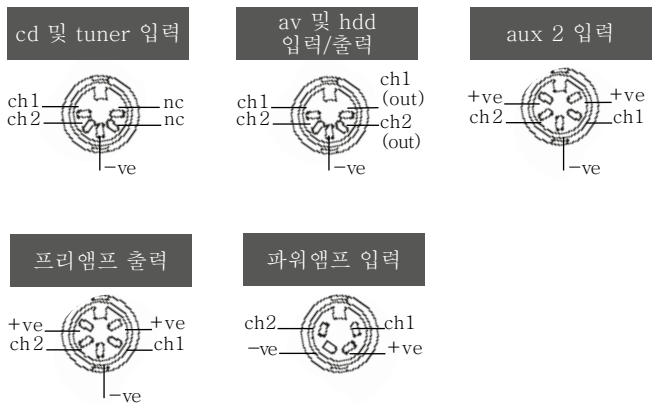 cd 및 tuner 입력
av 및 hdd
입력/출력
aux 2 입력
ch1
ch2
nc
nc
-ve
ch1
ch2
ch1
(out)
ch2
(out)
-ve
+ve
ch2
+ve
ch1
-ve
프리앰프 출력
파워앰프 입력
+ve
ch2
+ve
ch1
-ve
ch2
-ve
ch1
+ve